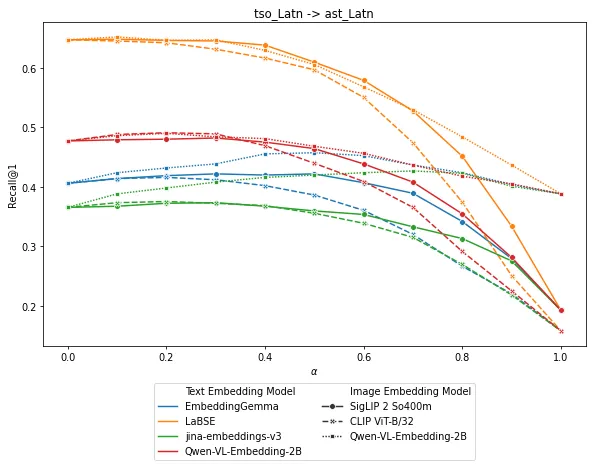 tso_Latn -> ast_Latn
Recall@1
0.6
0.5
0.4
0.3
0.2
0.0 0.2 0.4 0.6 0.8 1.0
α
Text Embedding Model Image Embedding Model
EmbeddingGemma SigLIP 2 So400m
LaBSE CLIP ViT-B/32
jina-embeddings-v3 Qwen-VL-Embedding-2B
Qwen-VL-Embedding-2B